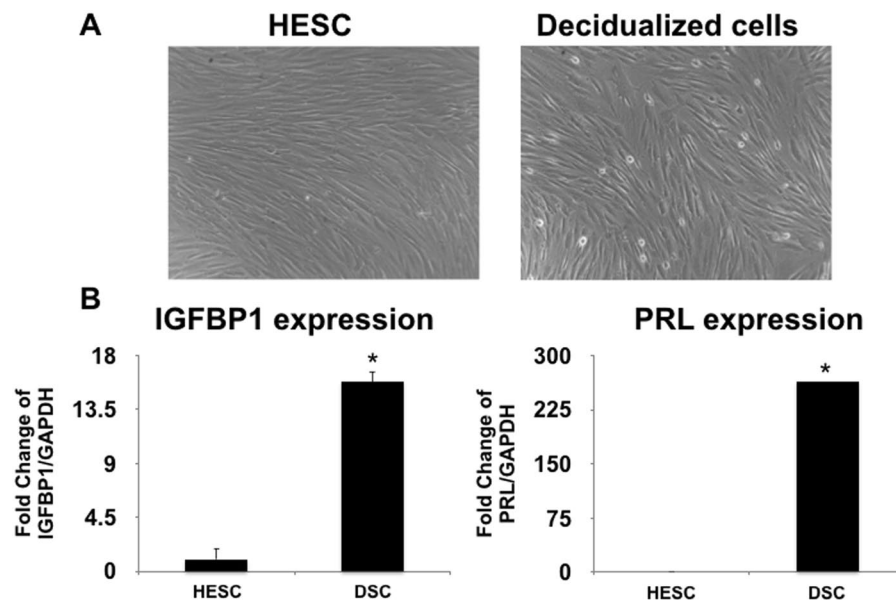 A
HESC
Decidualized cells
B
IGFBP1 expression
Fold Change of
IGFBP1/GAPDH
18
13.5
9
4.5
0
*
HESC
DSC
PRL expression
Fold Change of
PRL/GAPDH
300
225
150
75
0
*
HESC
DSC